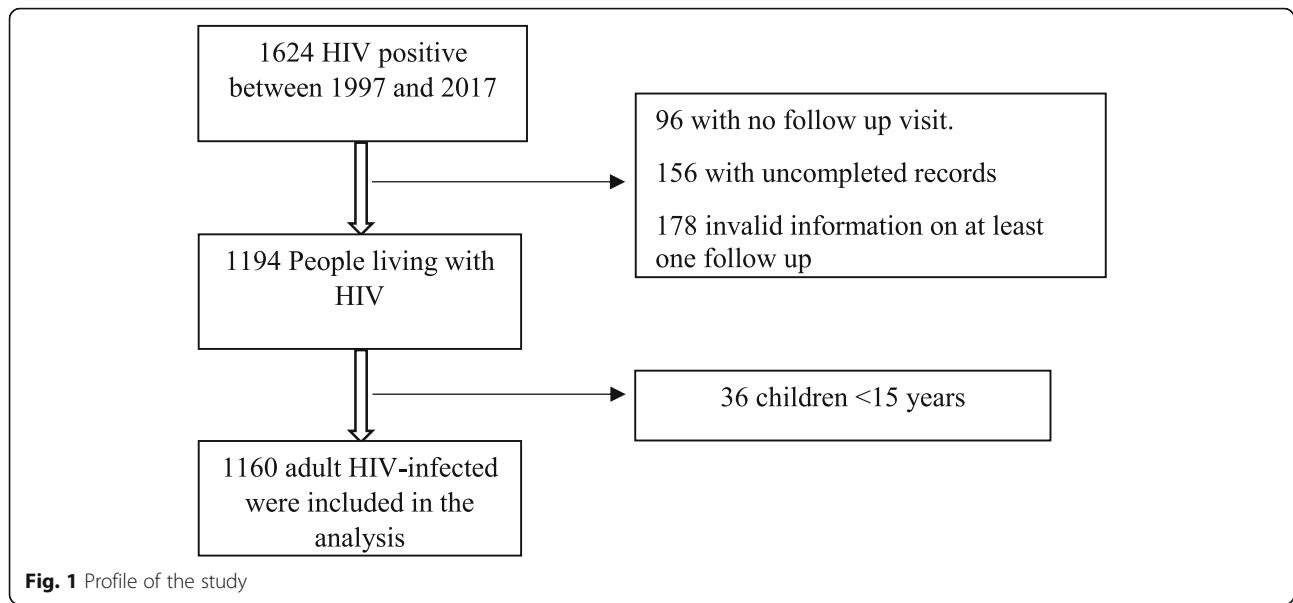 1624 HIV positive
between 1997 and 2017
96 with no follow up visit.
156 with uncompleted records
178 invalid information on at least
one follow up
1194 People living with
HIV
36 children <15 years
1160 adult HIV-infected
were included in the
analysis
Fig. 1 Profile of the study